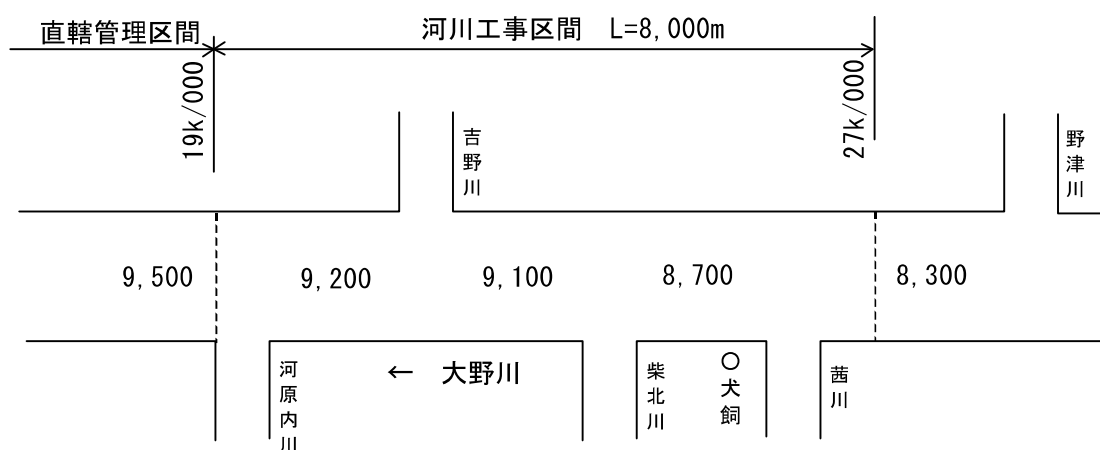 直轄管理区間
河川工事区間 L=8,000m
19k/000
27k/000
吉野川
野津川
9,500
9,200
9,100
8,700
8,300
河原内川
← 大野川
柴北川
○犬飼
茜川